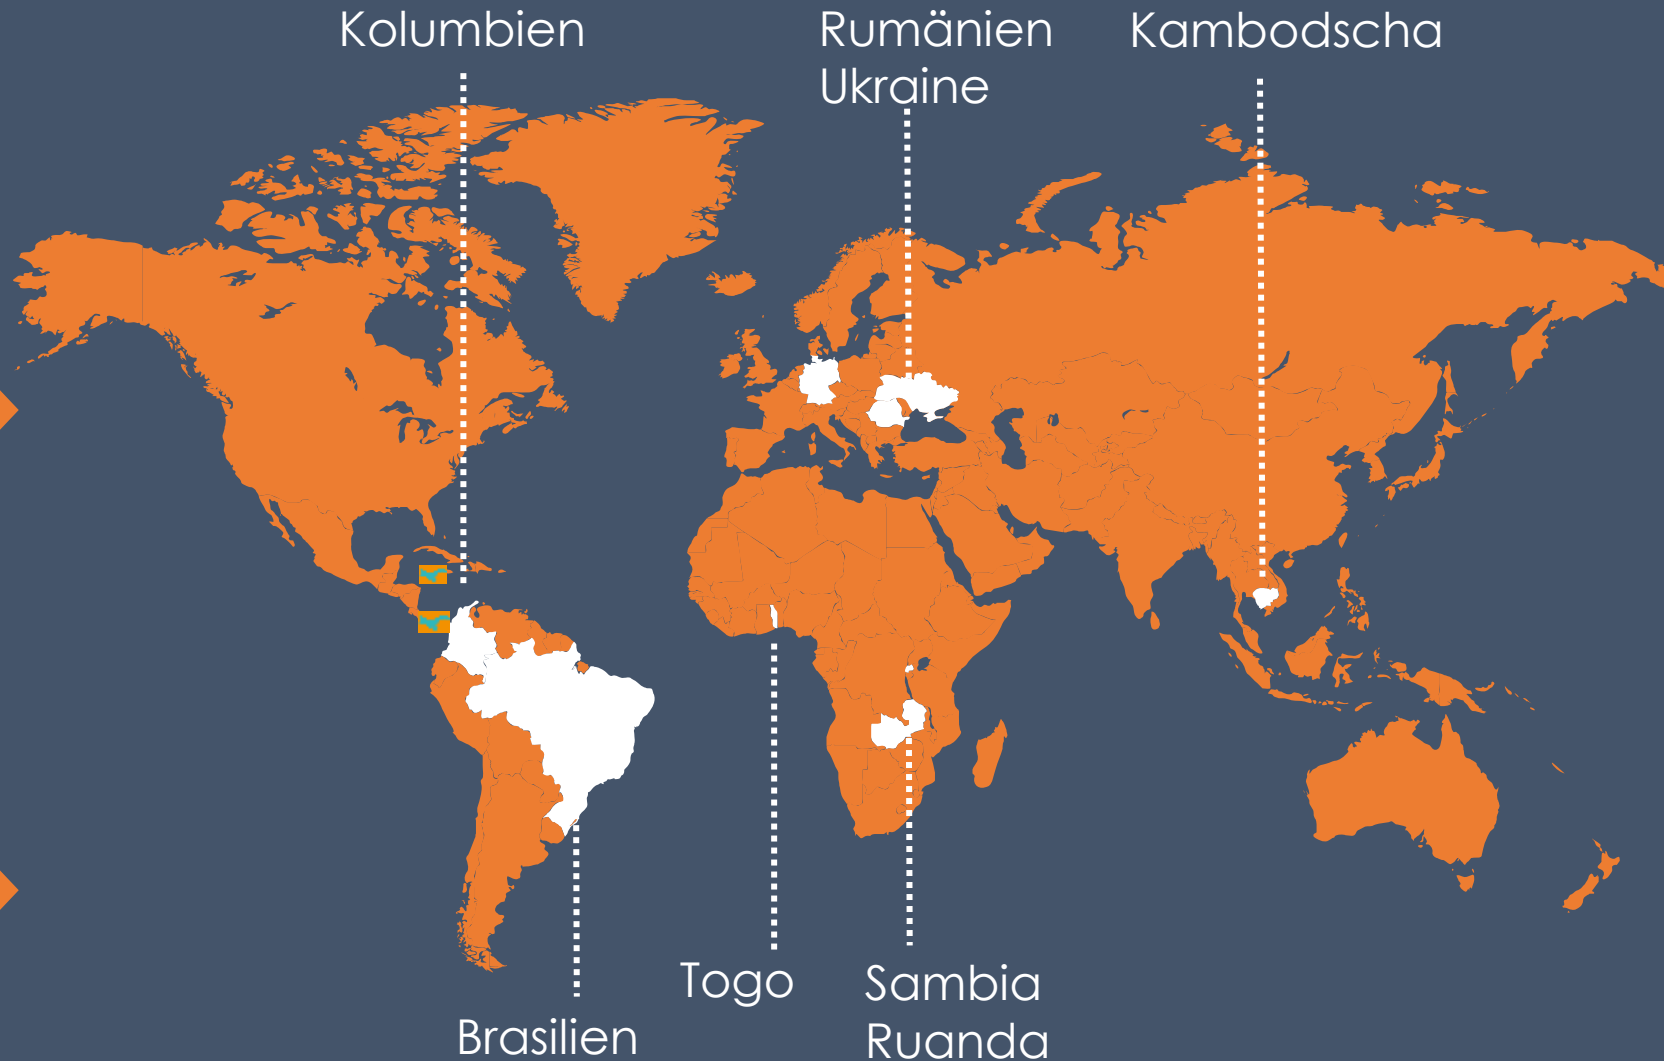 Kolumbien
Rumänien
Ukraine
Kambodscha
Togo
Sambia
Ruanda
Brasilien